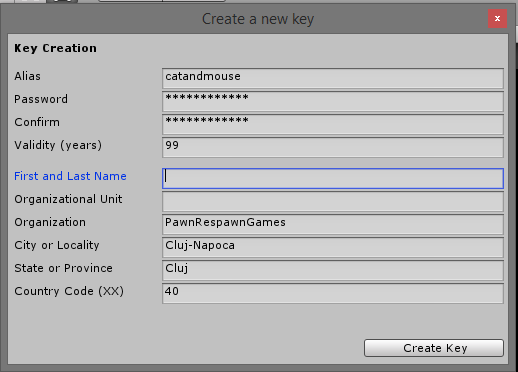 Create a new key
x
Key Creation
Alias catandmouse
Password ************
Confirm ************
Validity (years) 99
First and Last Name
Organizational Unit
Organization PawnRespawnGames
City or Locality Cluj-Napoca
State or Province Cluj
Country Code (XX) 40
Create Key